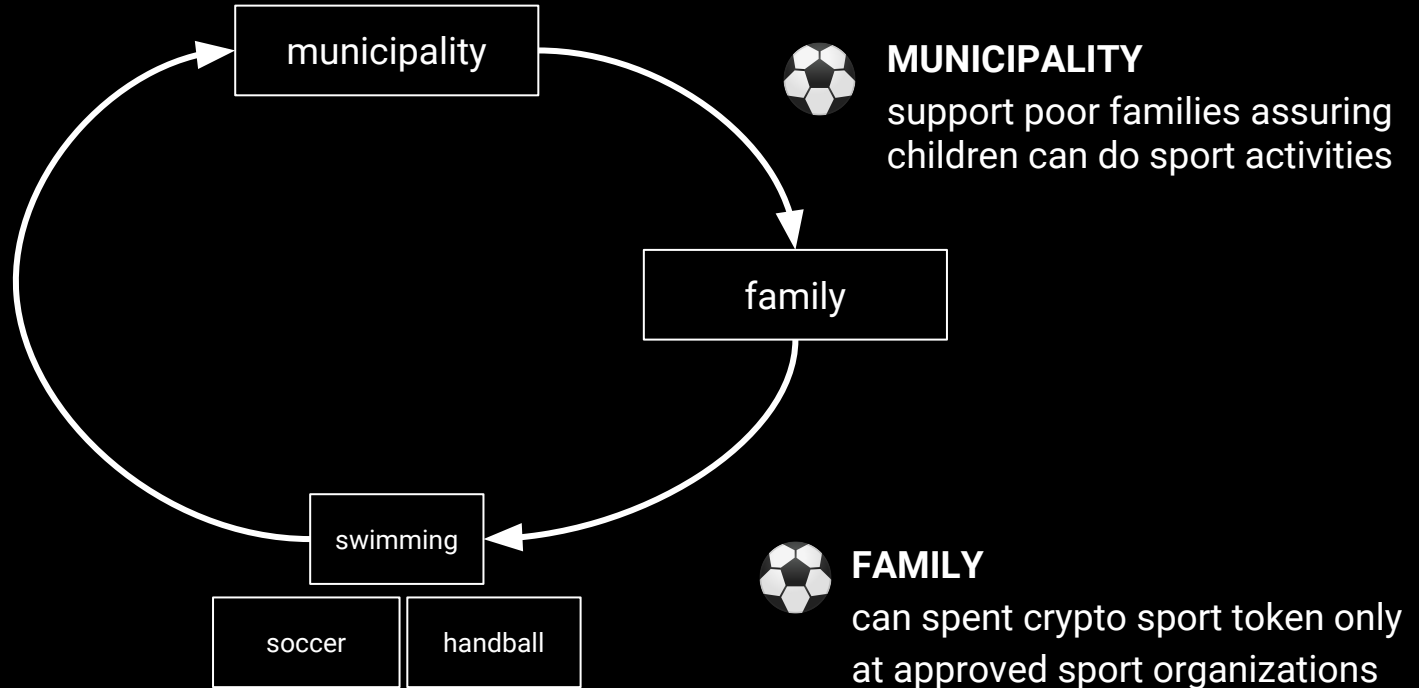 municipality
MUNICIPALITY
support poor families assuring
children can do sport activities
family
swimming
soccer
handball
FAMILY
can spent crypto sport token only
at approved sport organizations